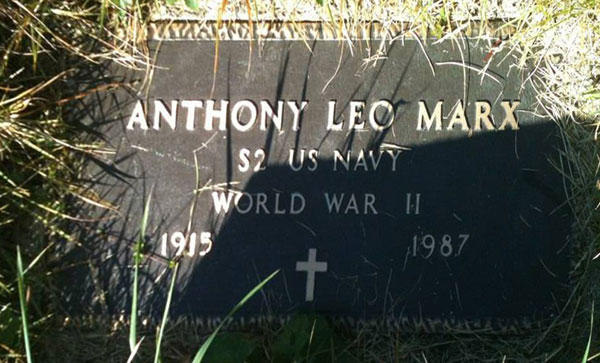 ANTHONY LEO MARX
S2 US NAVY
WORLD WAR II
1915 1987